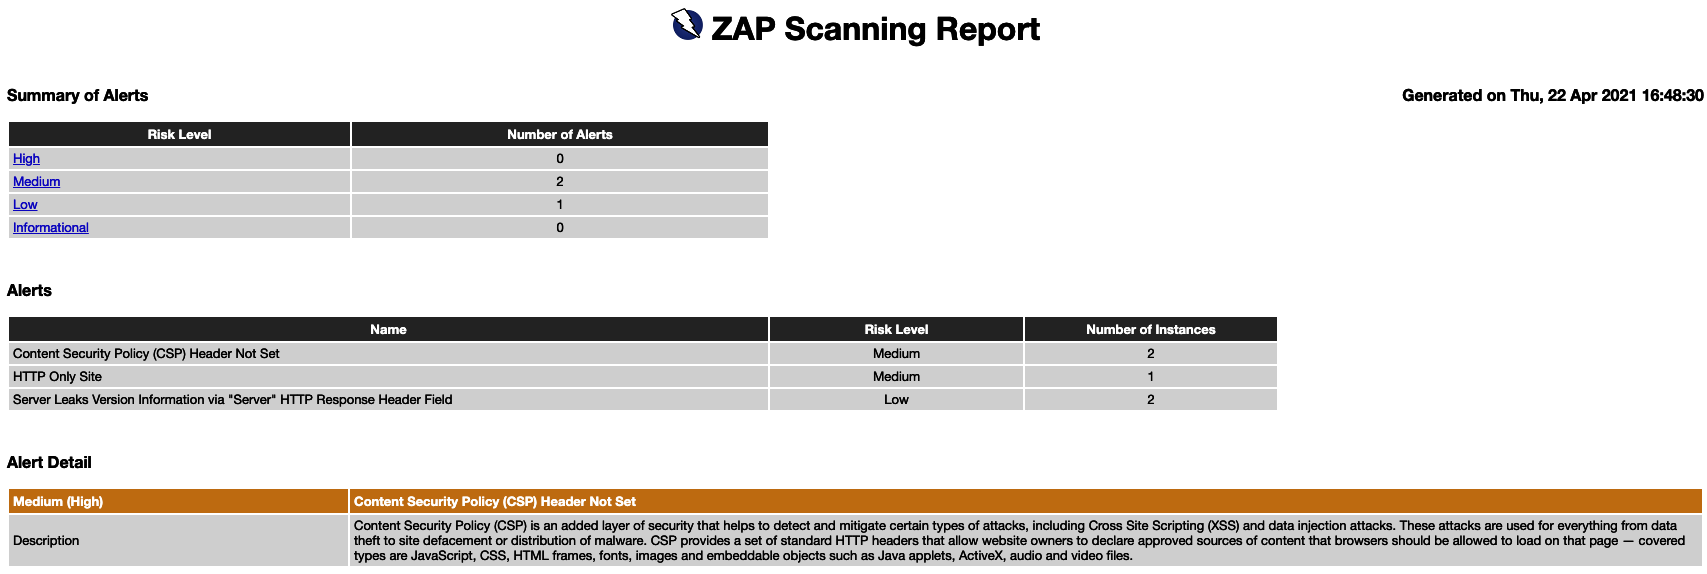 ZAP Scanning Report
Summary of Alerts Generated on Thu, 22 Apr 2021 16:48:30
Risk Level Number of Alerts
High 0
Medium 2
Low 1
Informational 0
Alerts
Name Risk Level Number of Instances
Content Security Policy (CSP) Header Not Set Medium 2
HTTP Only Site Medium 1
Server Leaks Version Information via "Server" HTTP Response Header Field Low 2
Alert Detail
Medium (High) Content Security Policy (CSP) Header Not Set
Description
Content Security Policy (CSP) is an added layer of security that helps to detect and mitigate certain types of attacks, including Cross Site Scripting (XSS) and data injection attacks. These attacks are used for everything from data
theft to site defacement or distribution of malware. CSP provides a set of standard HTTP headers that allow website owners to declare approved sources of content that browsers should be allowed to load on that page — covered
types are JavaScript, CSS, HTML frames, fonts, images and embeddable objects such as Java applets, ActiveX, audio and video files.